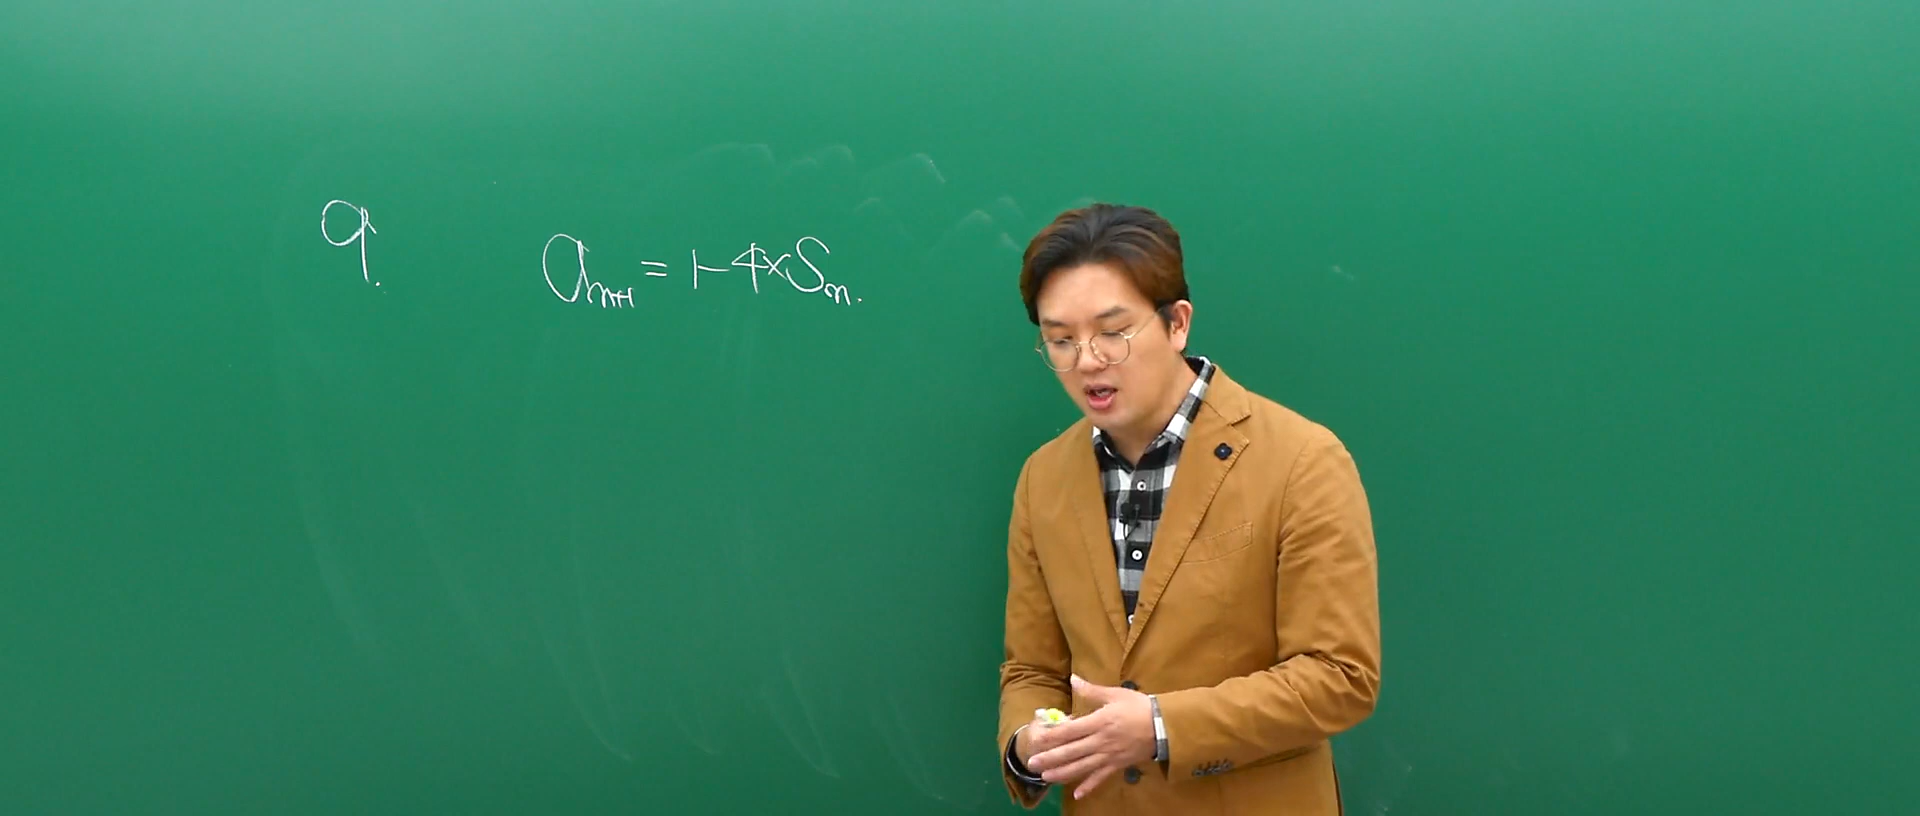 9.
aₙ₊₁ = 1-4×Sₙ.